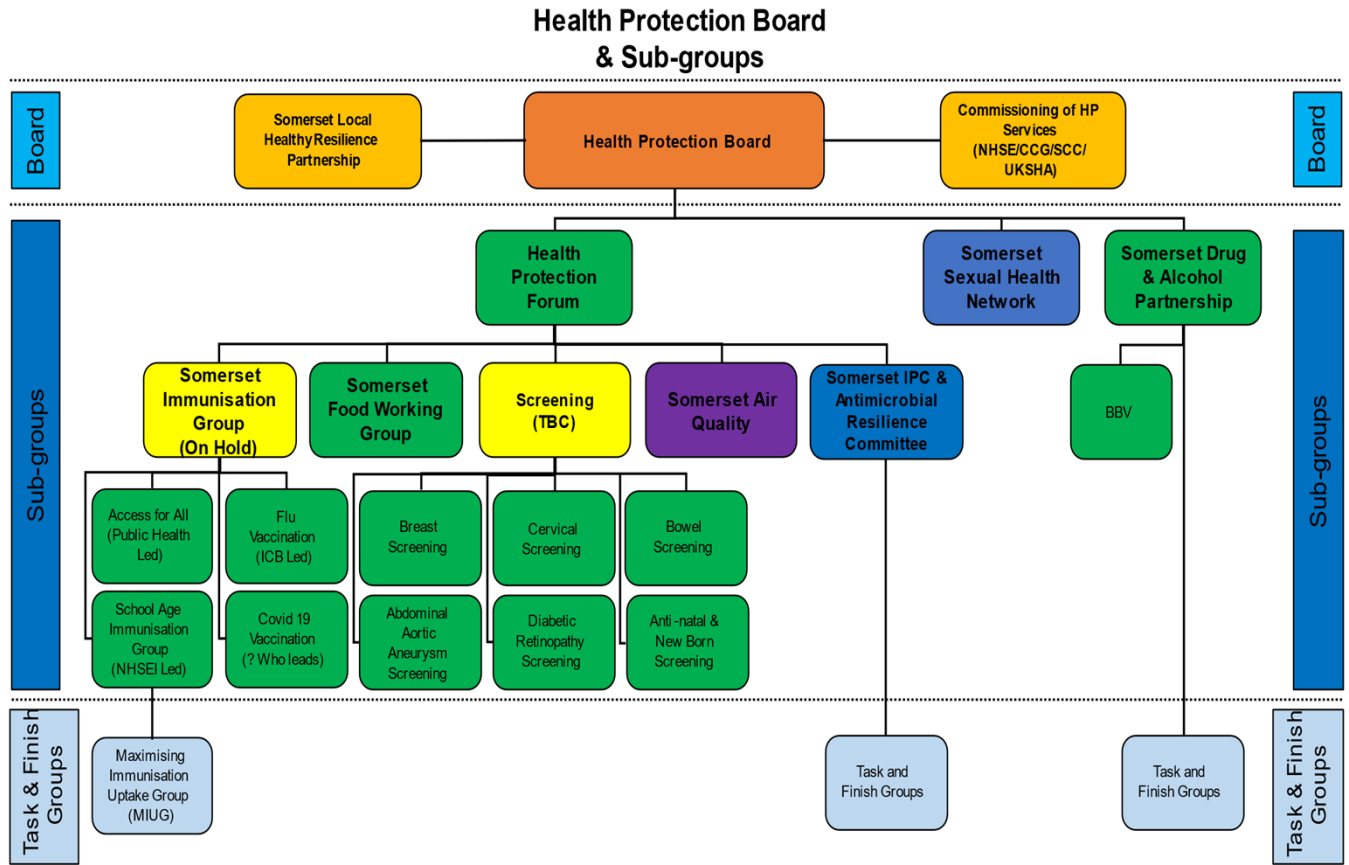 Health Protection Board
& Sub-groups
Board
Somerset Local
Healthy Resilience
Partnership
Health Protection Board
Commissioning of HP
Services
(NHSE/CCG/SCC/
UKSHA)
Board
Sub-groups
Health
Protection
Forum
Somerset
Sexual Health
Network
Somerset Drug
& Alcohol
Partnership
Sub-groups
Somerset
Immunisation
Group
(On Hold)
Somerset
Food Working
Group
Screening
(TBC)
Somerset Air
Quality
Somerset IPC &
Antimicrobial
Resilience
Committee
BBV
Access for All
(Public Health
Led)
Flu
Vaccination
(ICB Led)
Breast
Screening
Cervical
Screening
Bowel
Screening
School Age
Immunisation
Group
(NHSEI Led)
Covid 19
Vaccination
(? Who leads)
Abdominal
Aortic
Aneurysm
Screening
Diabetic
Retinopathy
Screening
Anti -natal &
New Born
Screening
Task & Finish
Groups
Maximising
Immunisation
Uptake Group
(MIUG)
Task and
Finish Groups
Task and
Finish Groups
Task & Finish
Groups